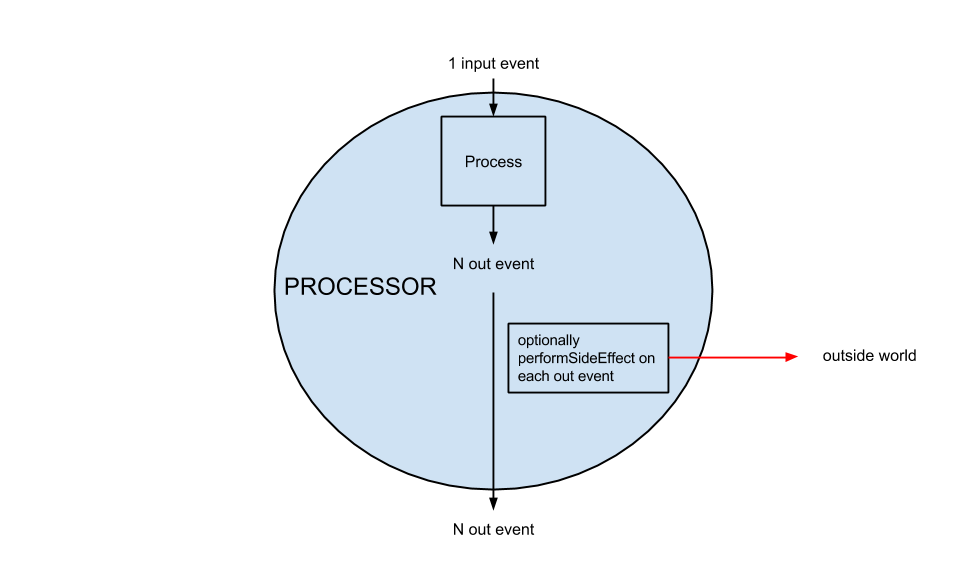 1 input event
Process
N out event
PROCESSOR
optionally
performSideEffect on
each out event
outside world
N out event